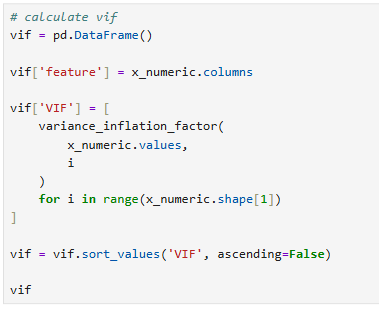 # calculate vif
vif = pd.DataFrame()
vif['feature'] = x_numeric.columns
vif['VIF'] = [
    variance_inflation_factor(
        x_numeric.values,
        i
    )
    for i in range(x_numeric.shape[1])
]
vif = vif.sort_values('VIF', ascending=False)
vif